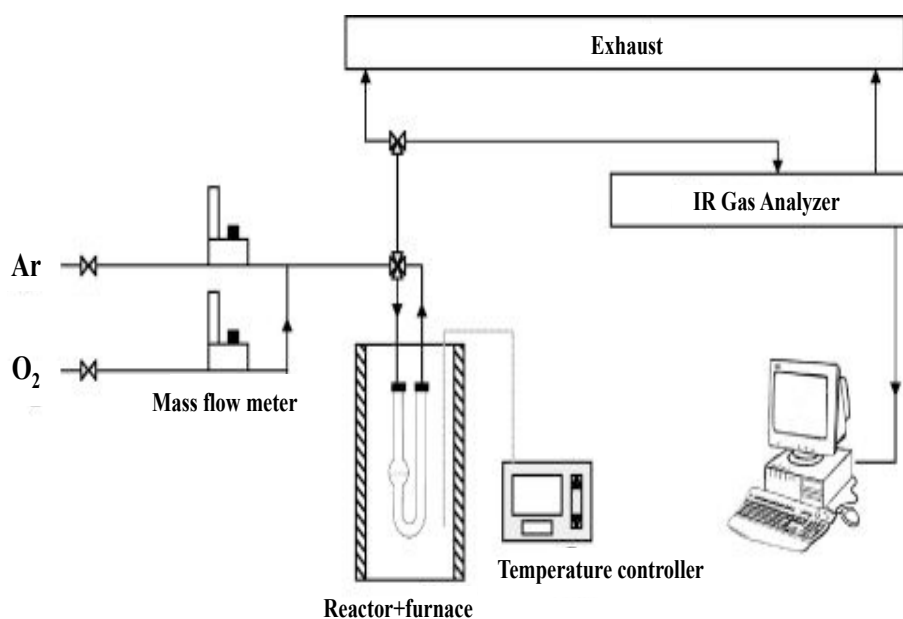 Exhaust
IR Gas Analyzer
Ar
O₂
Mass flow meter
Temperature controller
Reactor+furnace